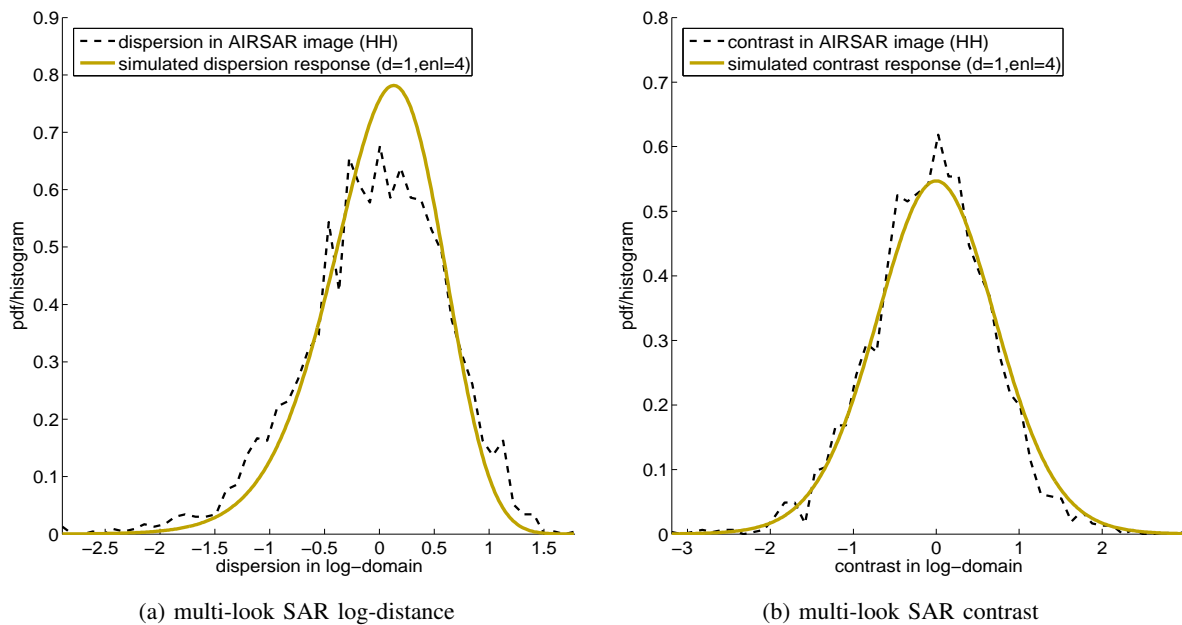 0.9
0.8
0.7
0.6
0.5
0.4
0.3
0.2
0.1
0
pdf/histogram
dispersion in AIRSAR image (HH)
simulated dispersion response (d=1,enl=4)
−2.5 −2 −1.5 −1 −0.5 0 0.5 1 1.5
dispersion in log−domain
(a) multi-look SAR log-distance
0.8
0.7
0.6
0.5
0.4
0.3
0.2
0.1
0
pdf/histogram
contrast in AIRSAR image (HH)
simulated contrast response (d=1,enl=4)
−3 −2 −1 0 1 2
contrast in log−domain
(b) multi-look SAR contrast